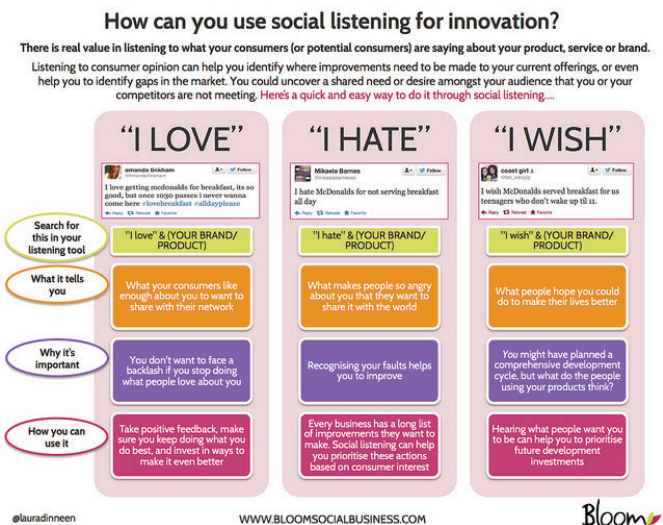 How can you use social listening for innovation?
There is real value in listening to what your consumers (or potential consumers) are saying about your product, service or brand.
Listening to consumer opinion can help you identify where improvements need to be made to your current offerings, or even
help you to identify gaps in the market. You could uncover a shared need or desire amongst your audience that you or your
competitors are not meeting. Here's a quick and easy way to do it through social listening....
"I LOVE"
amanda tinkham
Follow
I love getting mcdonalds for breakfast, its so
good, but once 1030 passes i never wanna
come here #lovebreakfast #alldayplease
Reply Retweet Favorite
"I HATE"
Mikaela Barnes
Follow
I hate McDonalds for not serving breakfast
all day
Reply Retweet Favorite
"I WISH"
coast girl
Follow
I wish McDonalds served breakfast for us
teenagers who don't wake up til 11.
Reply Retweet Favorite
Search for
this in your
listening tool
"I love" & (YOUR BRAND/
PRODUCT)
"I hate" & (YOUR BRAND/
PRODUCT)
"I wish" & (YOUR BRAND/
PRODUCT)
What it tells
you
What your consumers like
enough about you to want to
share with their network
What makes people so angry
about you that they want to
share it with the world
What people hope you could
do to make their lives better
Why it's
important
You don't want to face a
backlash if you stop doing
what people love about you
Recognising your faults helps
you to improve
You might have planned a
comprehensive development
cycle, but what do the people
using your products think?
How you can
use it
Take positive feedback, make
sure you keep doing what you
do best, and invest in ways to
make it even better
Every business has a long list
of improvements they want to
make. Social listening can help
you prioritise these actions
based on consumer interest
Hearing what people want you
to be can help you to prioritise
future development
investments
@lauradinneen
WWW.BLOOMSOCIALBUSINESS.COM
Bloom